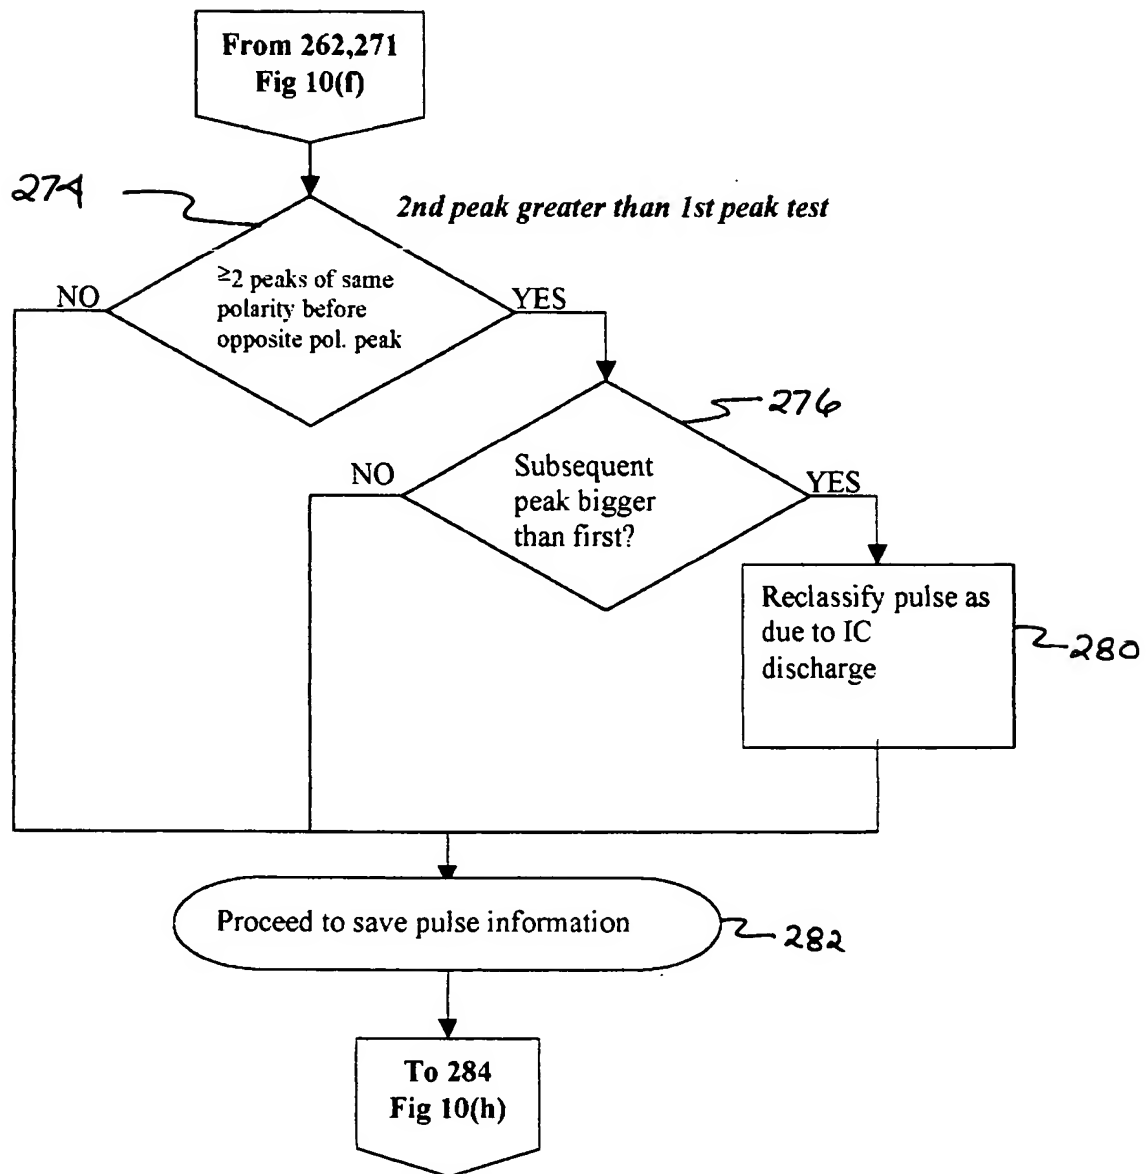 From 262,271
Fig 10(f)
274
2nd peak greater than 1st peak test
≥2 peaks of same
polarity before
opposite pol. peak
NO
YES
276
Subsequent
peak bigger
than first?
NO
YES
Reclassify pulse as
due to IC
discharge
280
Proceed to save pulse information
282
To 284
Fig 10(h)